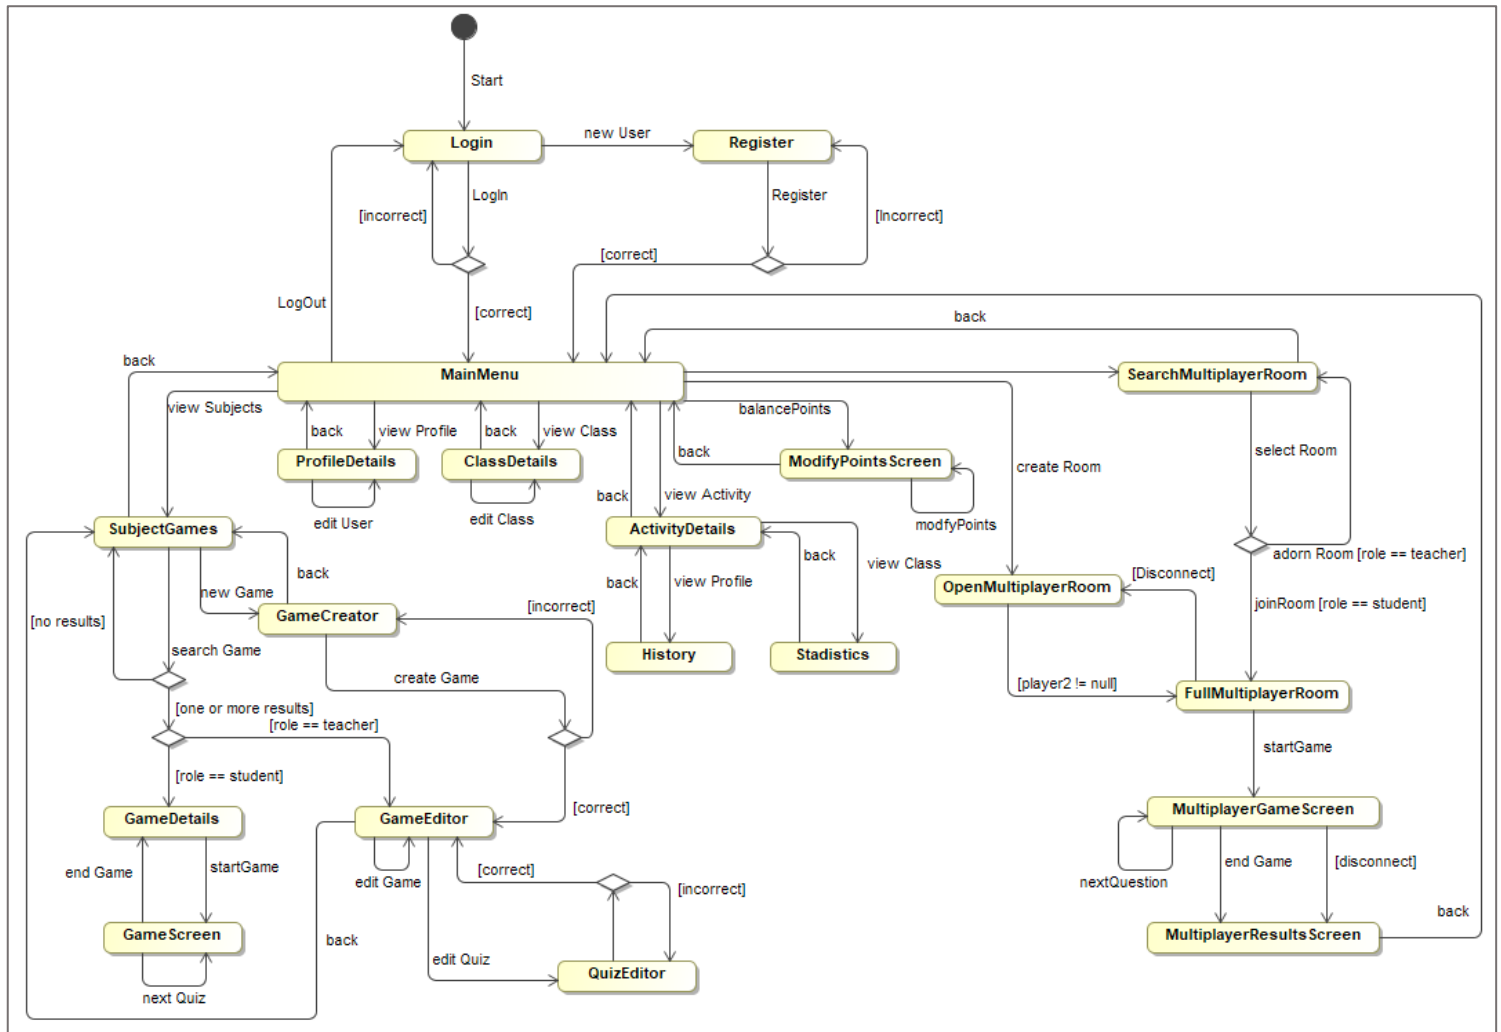 Start
Login
new User
Register
LogIn
Register
[incorrect]
[Incorrect]
[correct]
LogOut
[correct]
back
back
MainMenu
SearchMultiplayerRoom
view Subjects
balancePoints
back
view Profile
back
view Class
back
select Room
ProfileDetails
ClassDetails
ModifyPointsScreen
create Room
back
view Activity
edit User
edit Class
modfyPoints
SubjectGames
ActivityDetails
adorn Room [role == teacher]
back
back
view Class
[Disconnect]
new Game
back
view Profile
OpenMultiplayerRoom
[no results]
GameCreator
[incorrect]
joinRoom [role == student]
search Game
History
Stadistics
create Game
[player2 != null]
FullMultiplayerRoom
[one or more results]
[role == teacher]
startGame
[role == student]
[correct]
GameDetails
GameEditor
MultiplayerGameScreen
end Game
startGame
edit Game
[correct]
[incorrect]
nextQuestion
end Game
[disconnect]
back
GameScreen
back
MultiplayerResultsScreen
edit Quiz
QuizEditor
next Quiz